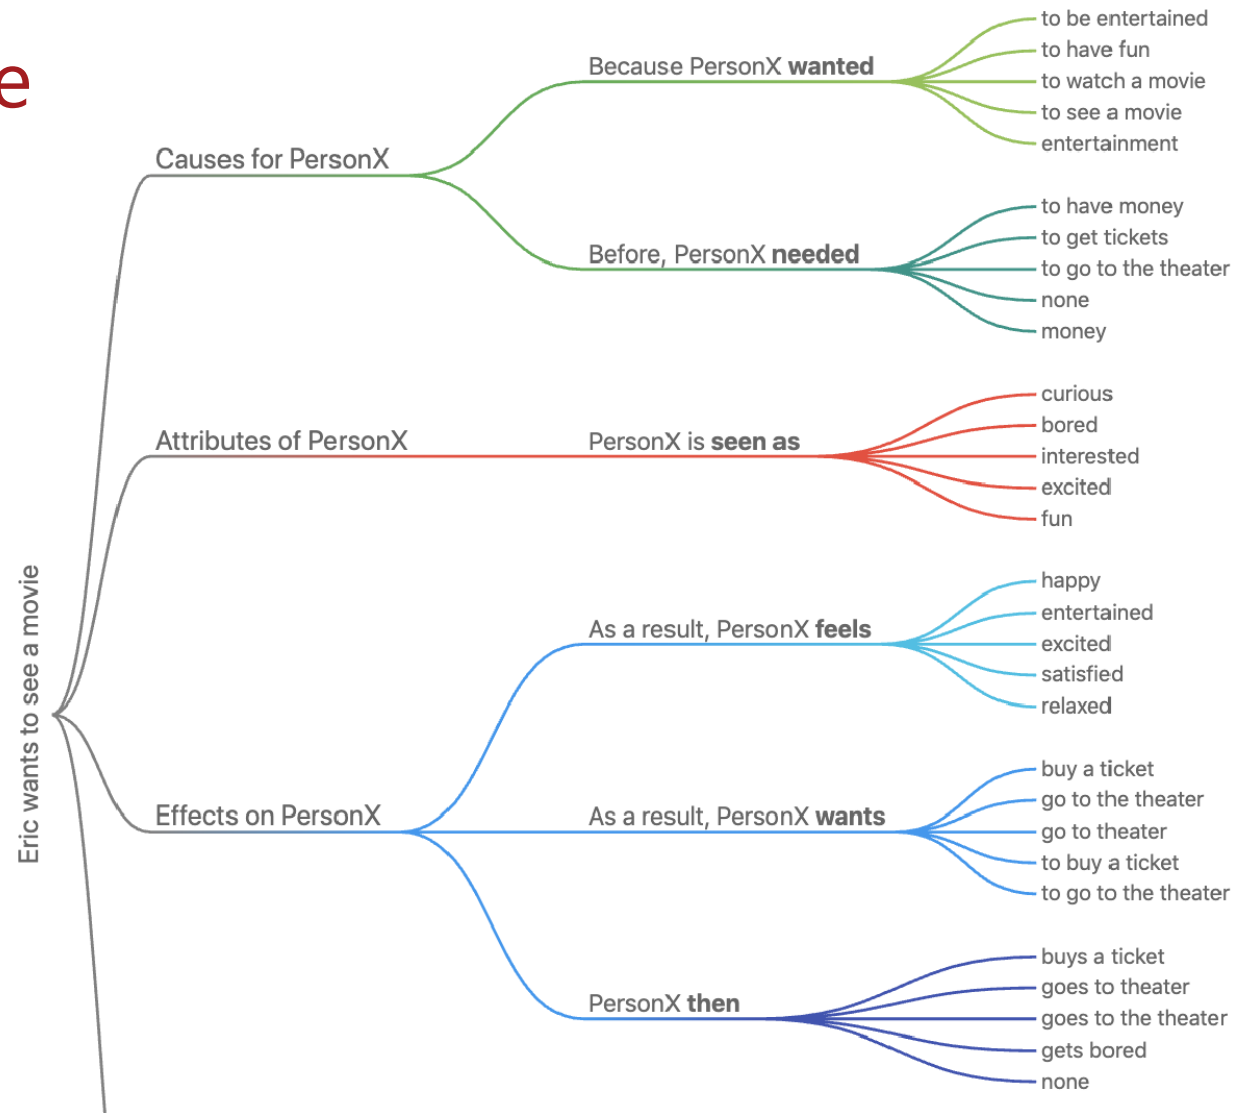 e
Eric wants to see a movie
Causes for PersonX
Because PersonX wanted
to be entertained
to have fun
to watch a movie
to see a movie
entertainment
Before, PersonX needed
to have money
to get tickets
to go to the theater
none
money
Attributes of PersonX
PersonX is seen as
curious
bored
interested
excited
fun
Effects on PersonX
As a result, PersonX feels
happy
entertained
excited
satisfied
relaxed
As a result, PersonX wants
buy a ticket
go to the theater
go to theater
to buy a ticket
to go to the theater
PersonX then
buys a ticket
goes to theater
goes to the theater
gets bored
none